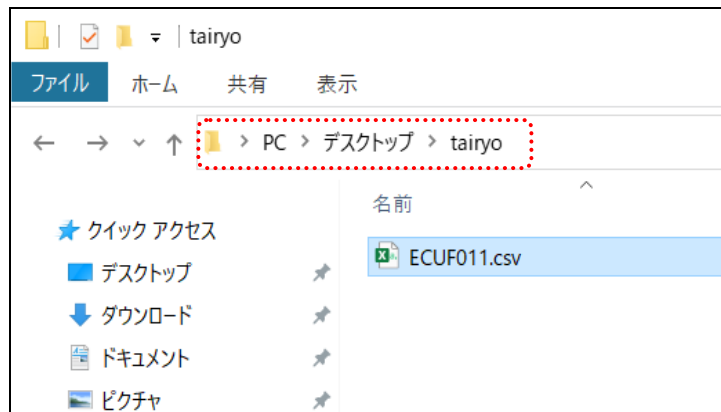 tairyo
ファイル ホーム 共有 表示
PC > デスクトップ > tairyo
名前
クイック アクセス
ECUF011.csv
デスクトップ
ダウンロード
ドキュメント
ピクチャ